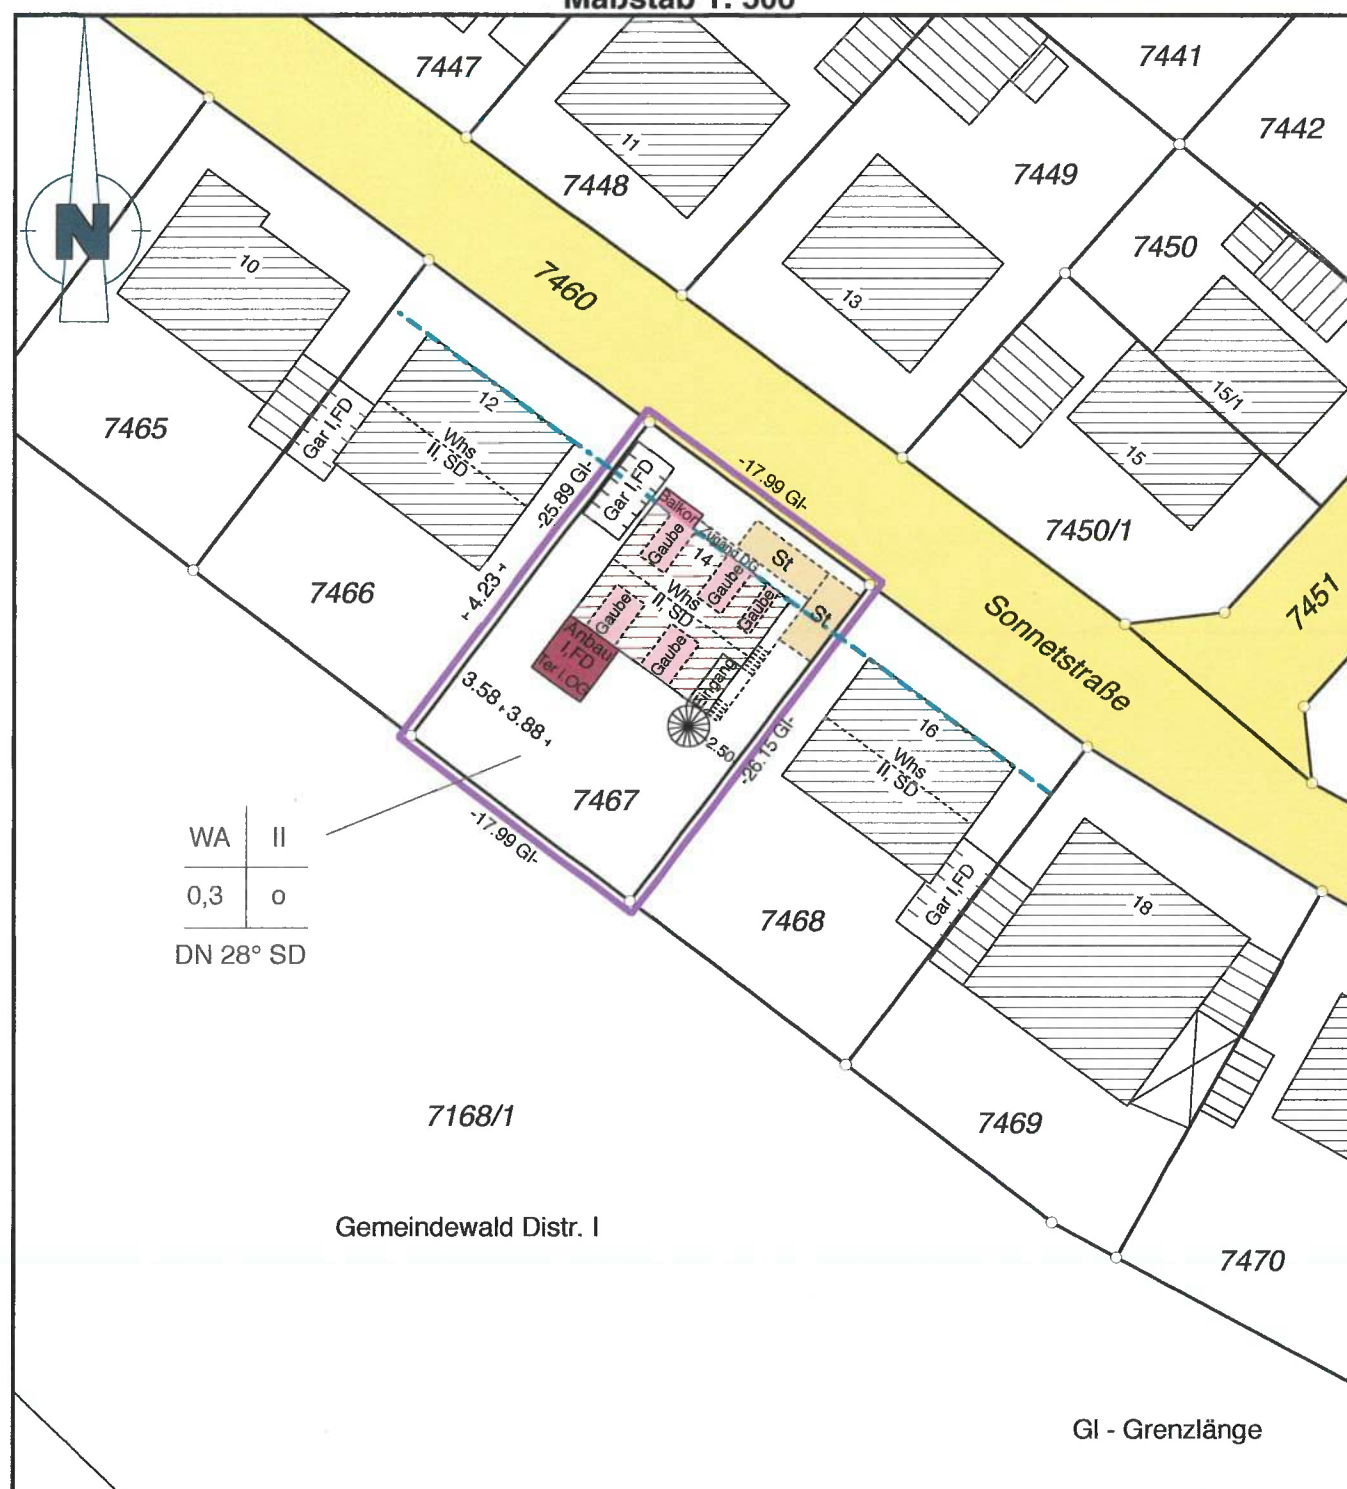 Maßstab 1: 500
7447
7441
7442
11
7448
7449
7450
N
10
7460
13
15/1
15
7465
Gar I,FD
12
Whs
II, SD
7466
-25.89 Gl-
Gar I,FD
-17.99 Gl-
Balkon
Zugang DG
St
St
14
Whs
II, SD
Gaube
Gaube
Gaube
Gaube
Gaube
Anbau
I,FD
Ter I.OG
Eingang
4.23
3.58
3.88
2.50
-26.15 Gl-
7467
-17.99 Gl-
7450/1
Sonnetstraße
7451
16
Whs
II, SD
Gar I,FD
18
WA II
0,3 o
DN 28° SD
7468
7168/1
7469
Gemeindewald Distr. I
7470
Gl - Grenzlänge